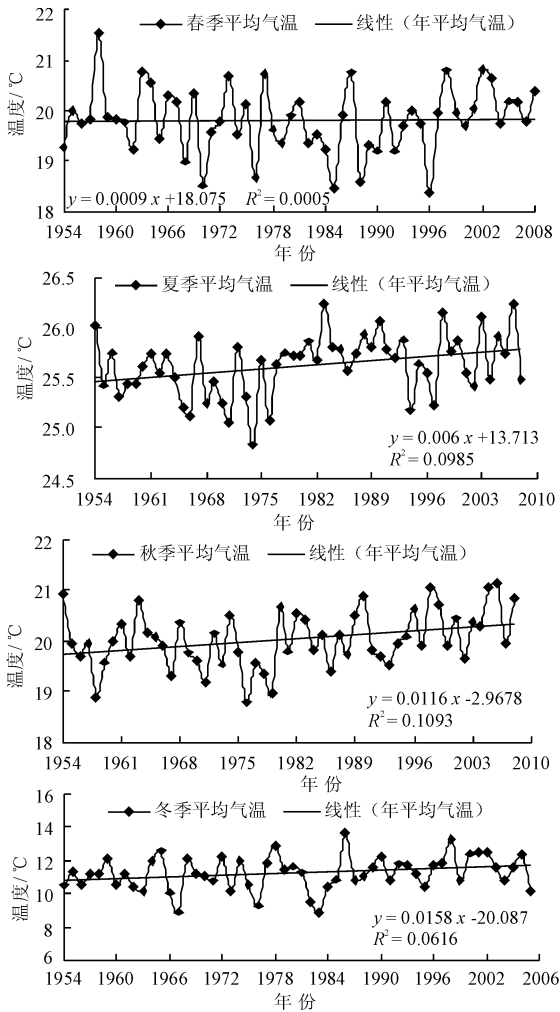 春季平均气温 线性（年平均气温）
22
21
20
19
18
温度/℃
y = 0.0009 x +18.075 R² = 0.0005
1954 1960 1966 1972 1978 1984 1990 1996 2002 2008
年 份
夏季平均气温 线性（年平均气温）
26.5
26.0
25.5
25.0
24.5
温度/℃
y = 0.006 x +13.713
R² = 0.0985
1954 1961 1968 1975 1982 1989 1996 2003 2010
年 份
秋季平均气温 线性（年平均气温）
22
21
20
19
18
温度/℃
y = 0.0116 x -2.9678
R² = 0.1093
1954 1961 1968 1975 1982 1989 1996 2003 2010
年 份
冬季平均气温 线性（年平均气温）
16
14
12
10
8
6
温度/℃
y = 0.0158 x -20.087
R² = 0.0616
1954 1960 1966 1972 1978 1984 1990 1996 2000 2006
年 份